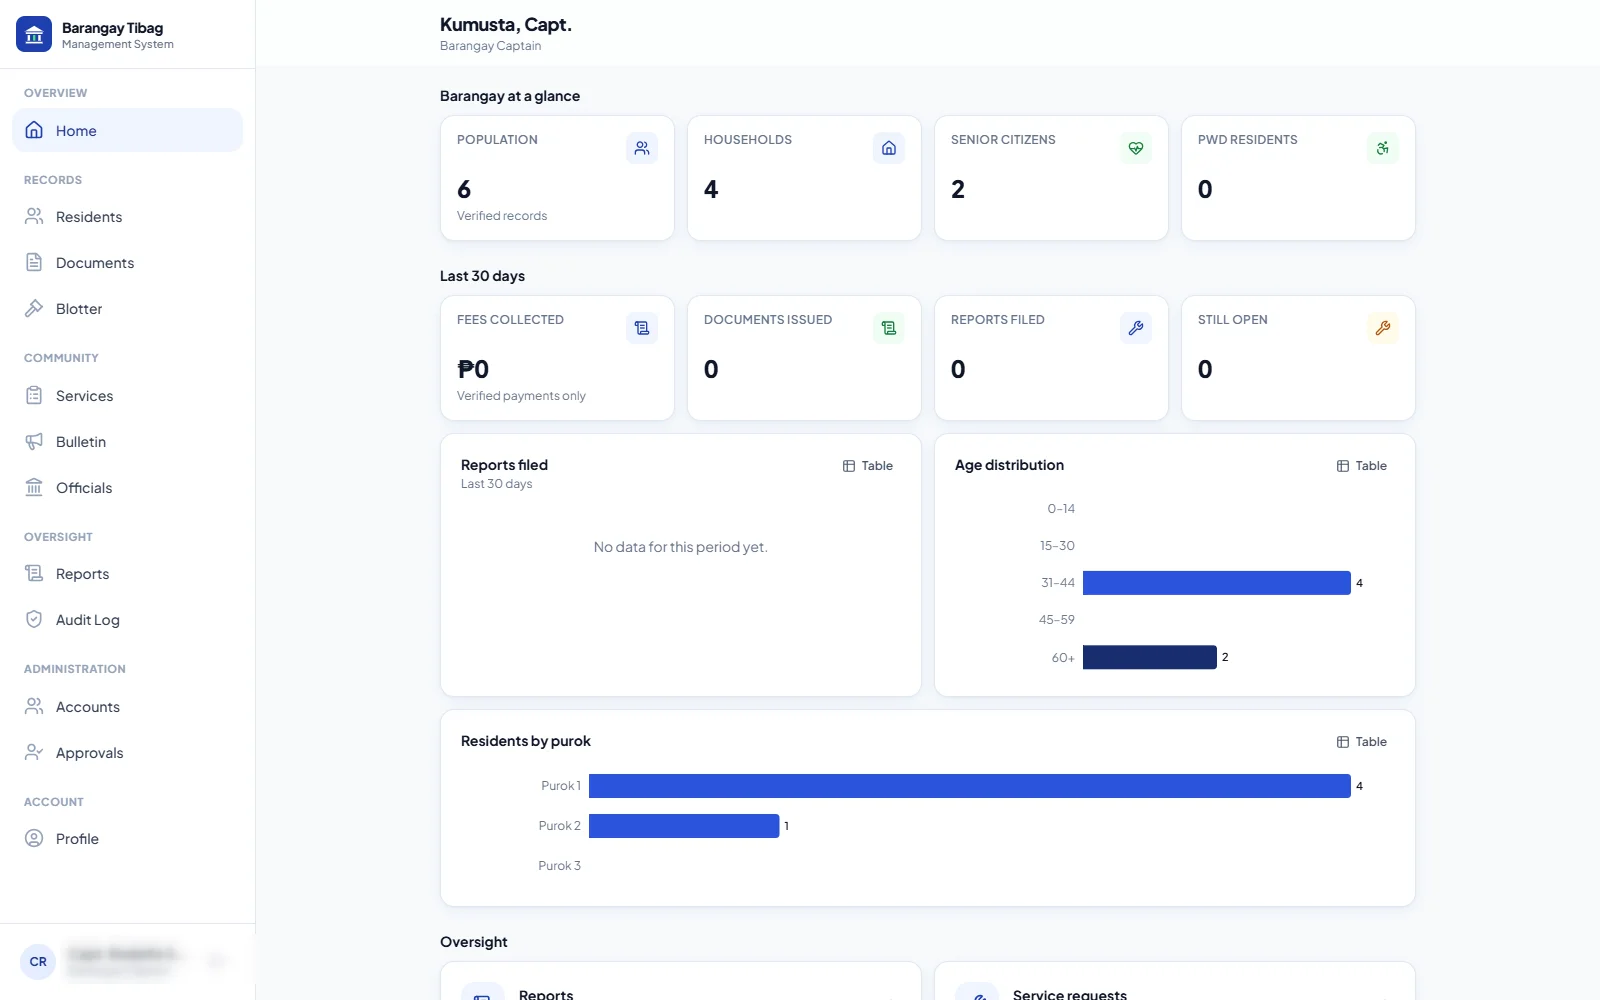 Barangay Tibag
Management System
OVERVIEW
Home
RECORDS
Residents
Documents
Blotter
COMMUNITY
Services
Bulletin
Officials
OVERSIGHT
Reports
Audit Log
ADMINISTRATION
Accounts
Approvals
ACCOUNT
Profile
CR
Kumusta, Capt.
Barangay Captain
Barangay at a glance
POPULATION
6
Verified records
HOUSEHOLDS
4
SENIOR CITIZENS
2
PWD RESIDENTS
0
Last 30 days
FEES COLLECTED
₱0
Verified payments only
DOCUMENTS ISSUED
0
REPORTS FILED
0
STILL OPEN
0
Reports filed
Table
Last 30 days
No data for this period yet.
Age distribution
Table
0–14
15–30
31–44 4
45–59
60+ 2
Residents by purok
Table
Purok 1 4
Purok 2 1
Purok 3
Oversight
Reports
Service requests